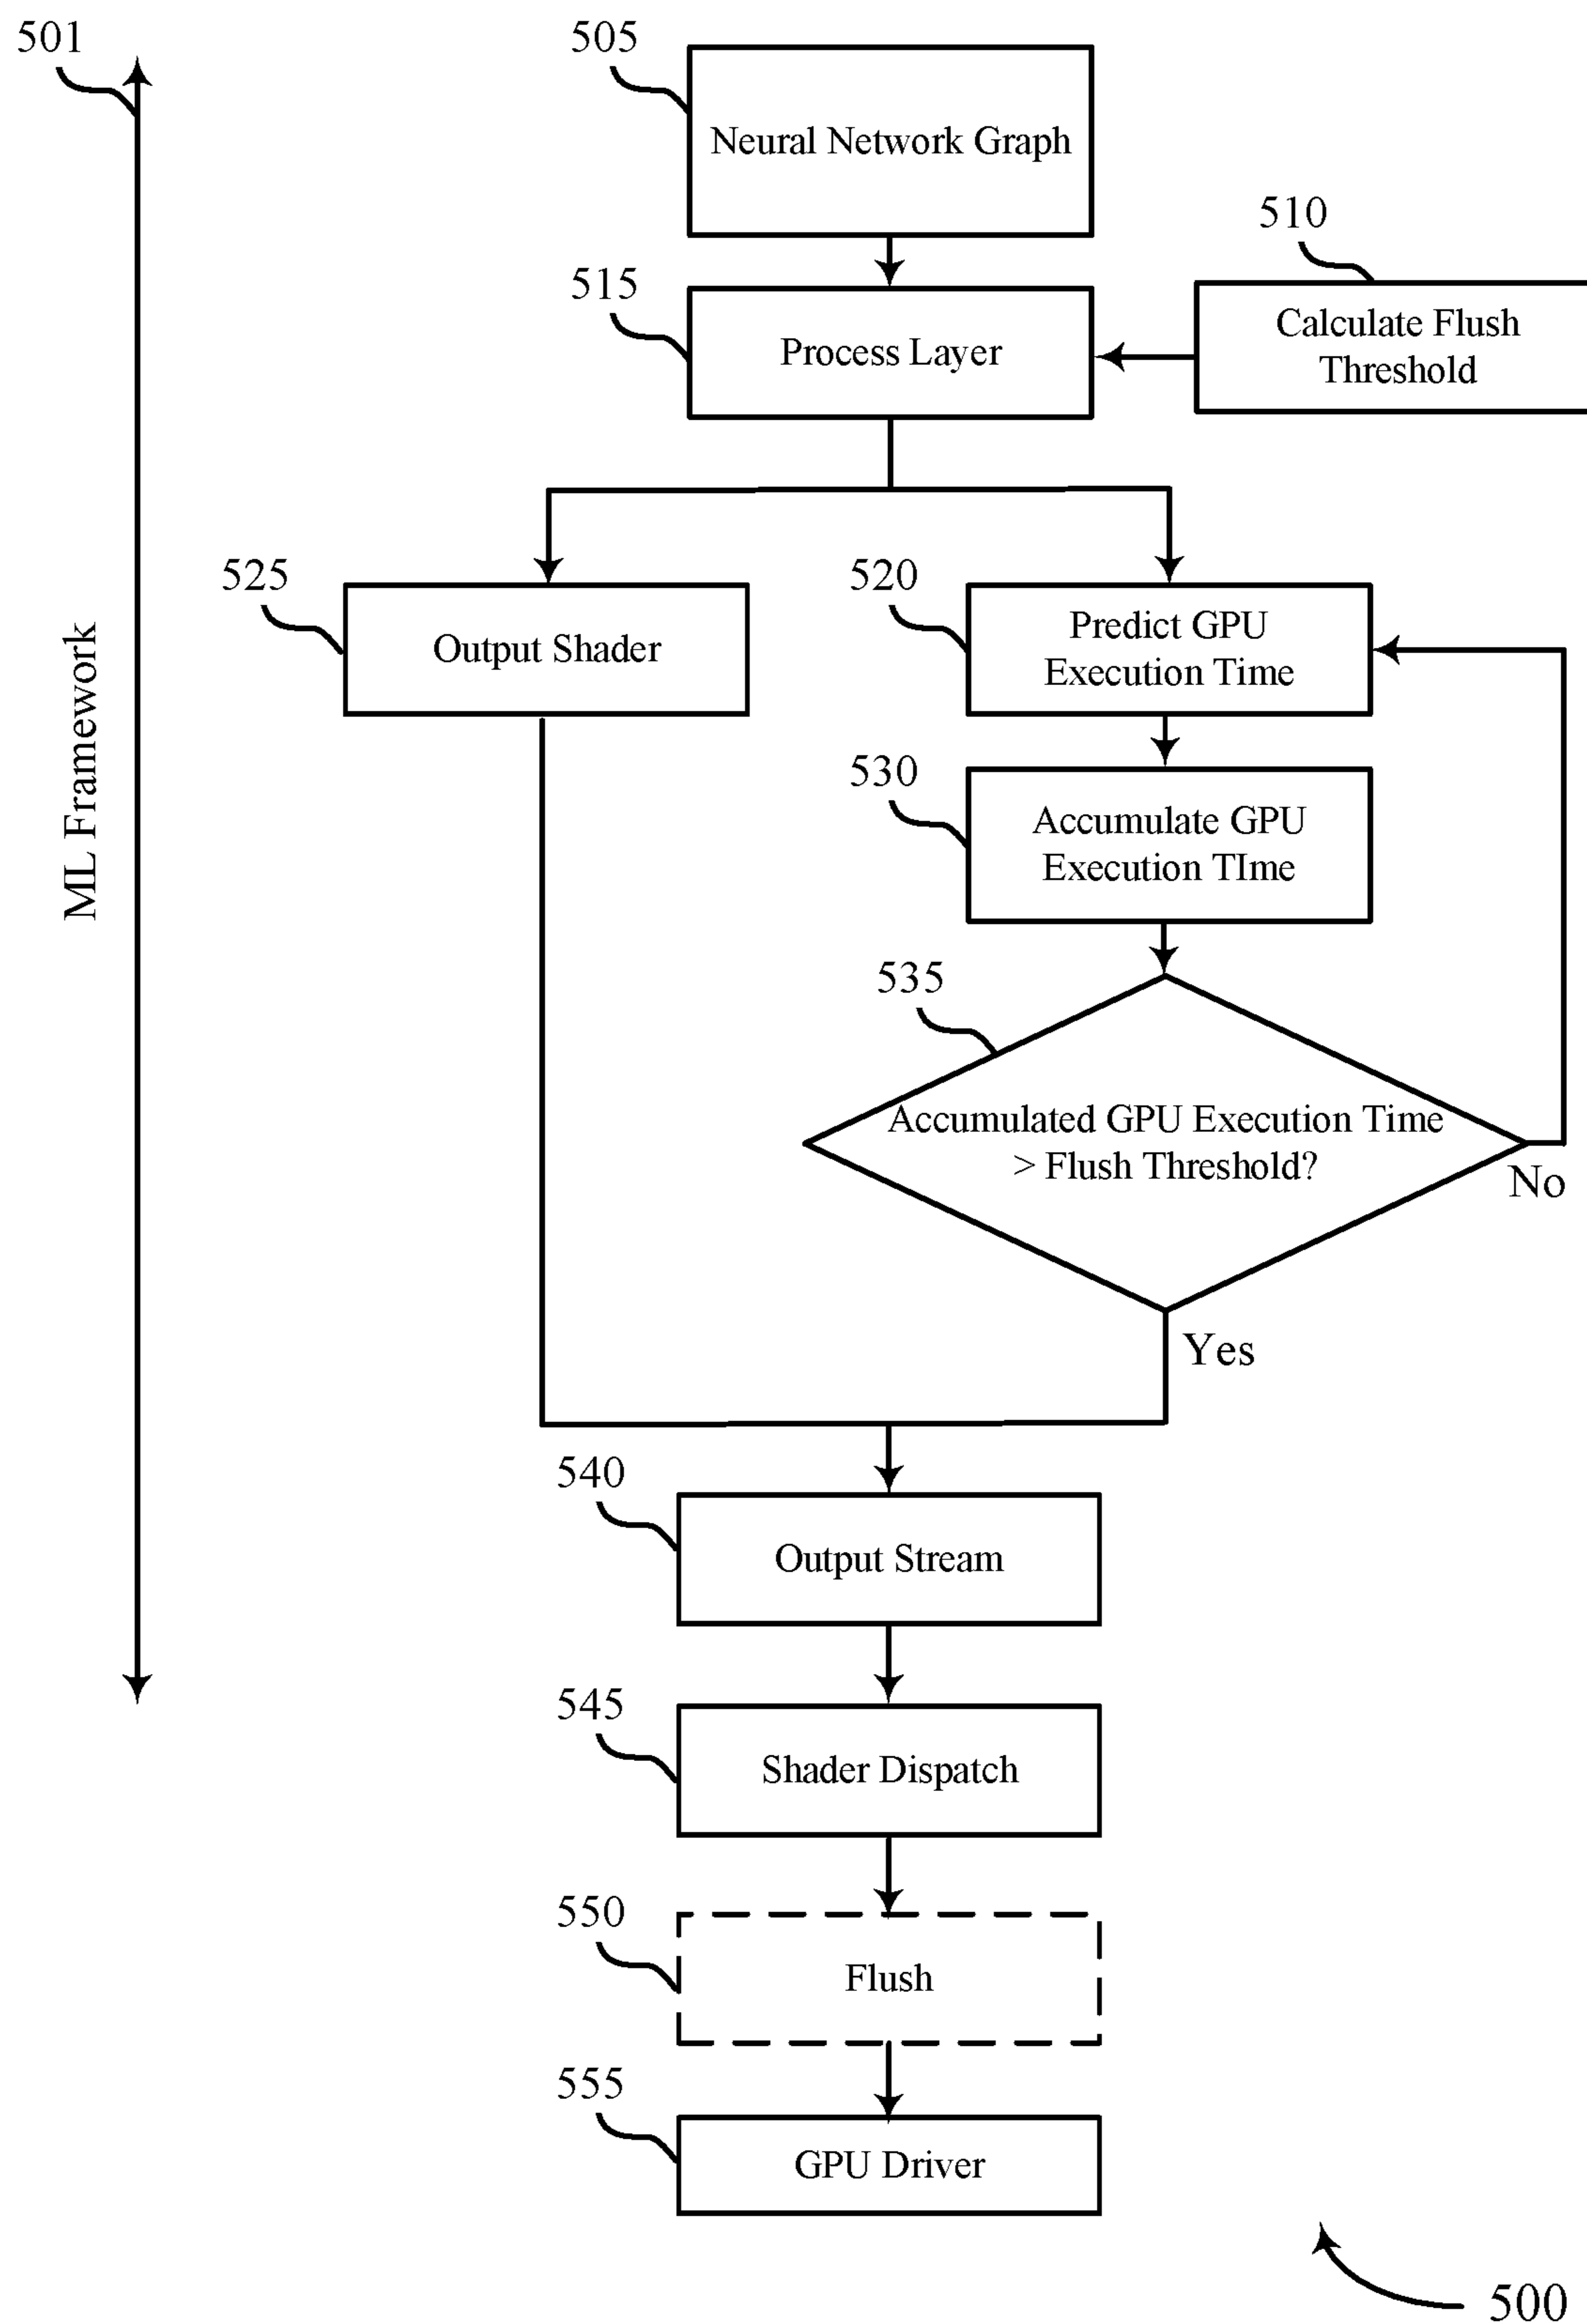 501
505
Neural Network Graph
510
515
Process Layer
Calculate Flush
Threshold
525
520
Output Shader
Predict GPU
Execution Time
ML Framework
530
Accumulate GPU
Execution TIme
535
Accumulated GPU Execution Time
> Flush Threshold?
No
Yes
540
Output Stream
545
Shader Dispatch
550
Flush
555
GPU Driver
500